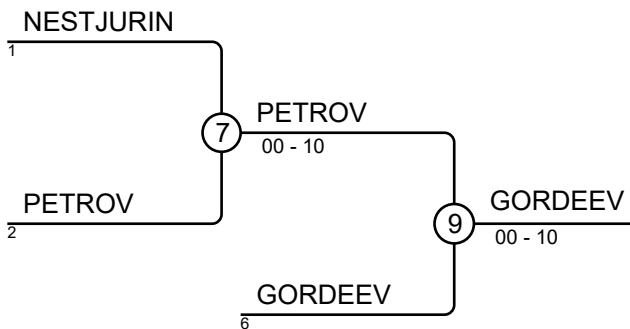 NESTJURIN
1
7
PETROV
00 - 10
PETROV
2
9
GORDEEV
00 - 10
GORDEEV
6